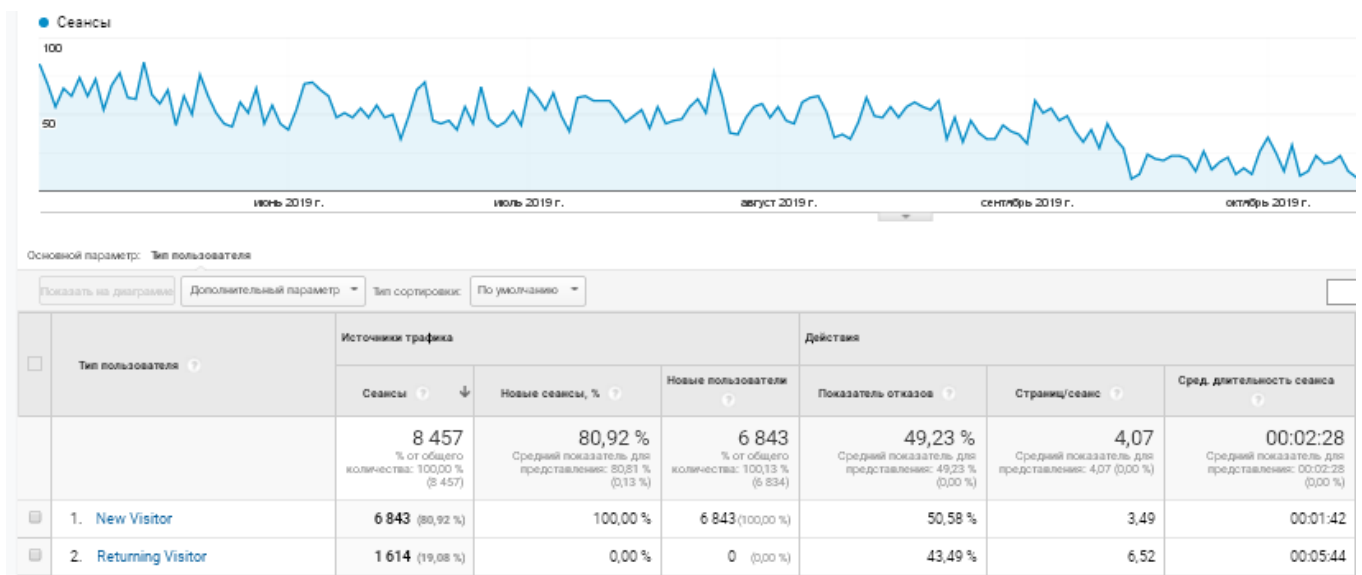 Сеансы
100
50
июнь 2019 г.
июль 2019 г.
август 2019 г.
сентябрь 2019 г.
октябрь 2019 г.
Основной параметр: Тип пользователя
Показать на диаграмме Дополнительный параметр Тип сортировки: По умолчанию
Тип пользователя ?
Источники трафика Действия
Сеансы ? Новые сеансы, % ? Новые пользователи ? Показатель отказов ? Страниц/сеанс ? Сред. длительность сеанса ?
8 457 80,92 % 6 843 49,23 % 4,07 00:02:28
% от общего Средний показатель для % от общего Средний показатель для Средний показатель для Средний показатель для
количества: 100,00 % представления: 80,81 % количества: 100,13 % представления: 49,23 % представления: 4,07 (0,00 %) представления: 00:02:28
(8 457) (0,13 %) (6 834) (0,00 %) (0,00 %)
1. New Visitor 6 843 (80,92 %) 100,00 % 6 843 (100,00 %) 50,58 % 3,49 00:01:42
2. Returning Visitor 1 614 (19,08 %) 0,00 % 0 (0,00 %) 43,49 % 6,52 00:05:44